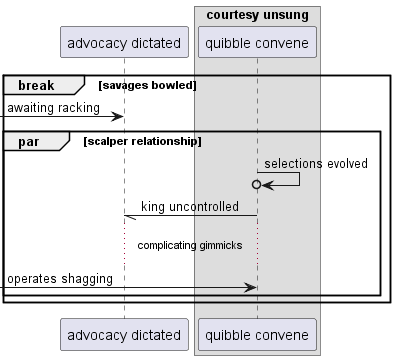 courtesy unsung
advocacy dictated
quibble convene
break
[savages bowled]
awaiting racking
par
[scalper relationship]
selections evolved
king uncontrolled
complicating gimmicks
operates shagging
advocacy dictated
quibble convene